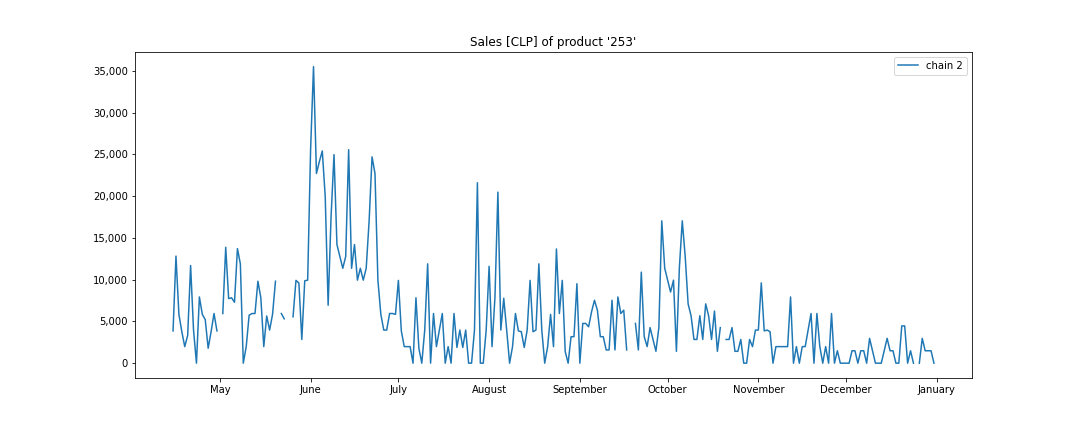 Sales [CLP] of product '253'
chain 2
35,000
30,000
25,000
20,000
15,000
10,000
5,000
0
May June July August September October November December January